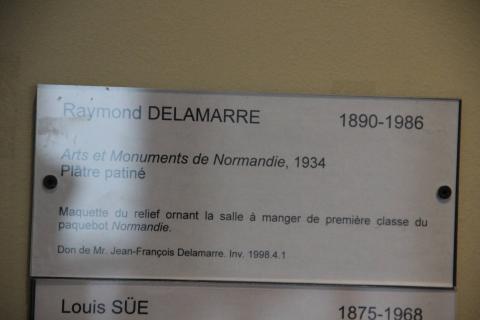 Raymond DELAMARRE 1890-1986
Arts et Monuments de Normandie, 1934
Plâtre patiné
Maquette du relief ornant la salle à manger de première classe du
paquebot Normandie.
Don de Mr. Jean-François Delamarre. Inv. 1998.4.1
Louis SÜE 1875-1968